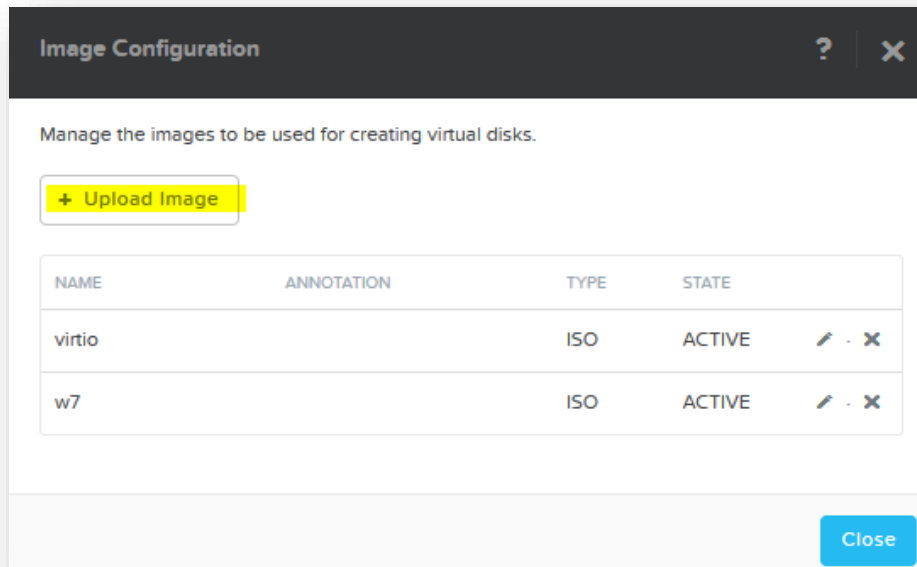 Image Configuration ?
Manage the images to be used for creating virtual disks.
+ Upload Image
NAME ANNOTATION TYPE STATE
virtio ISO ACTIVE
w7 ISO ACTIVE
Close